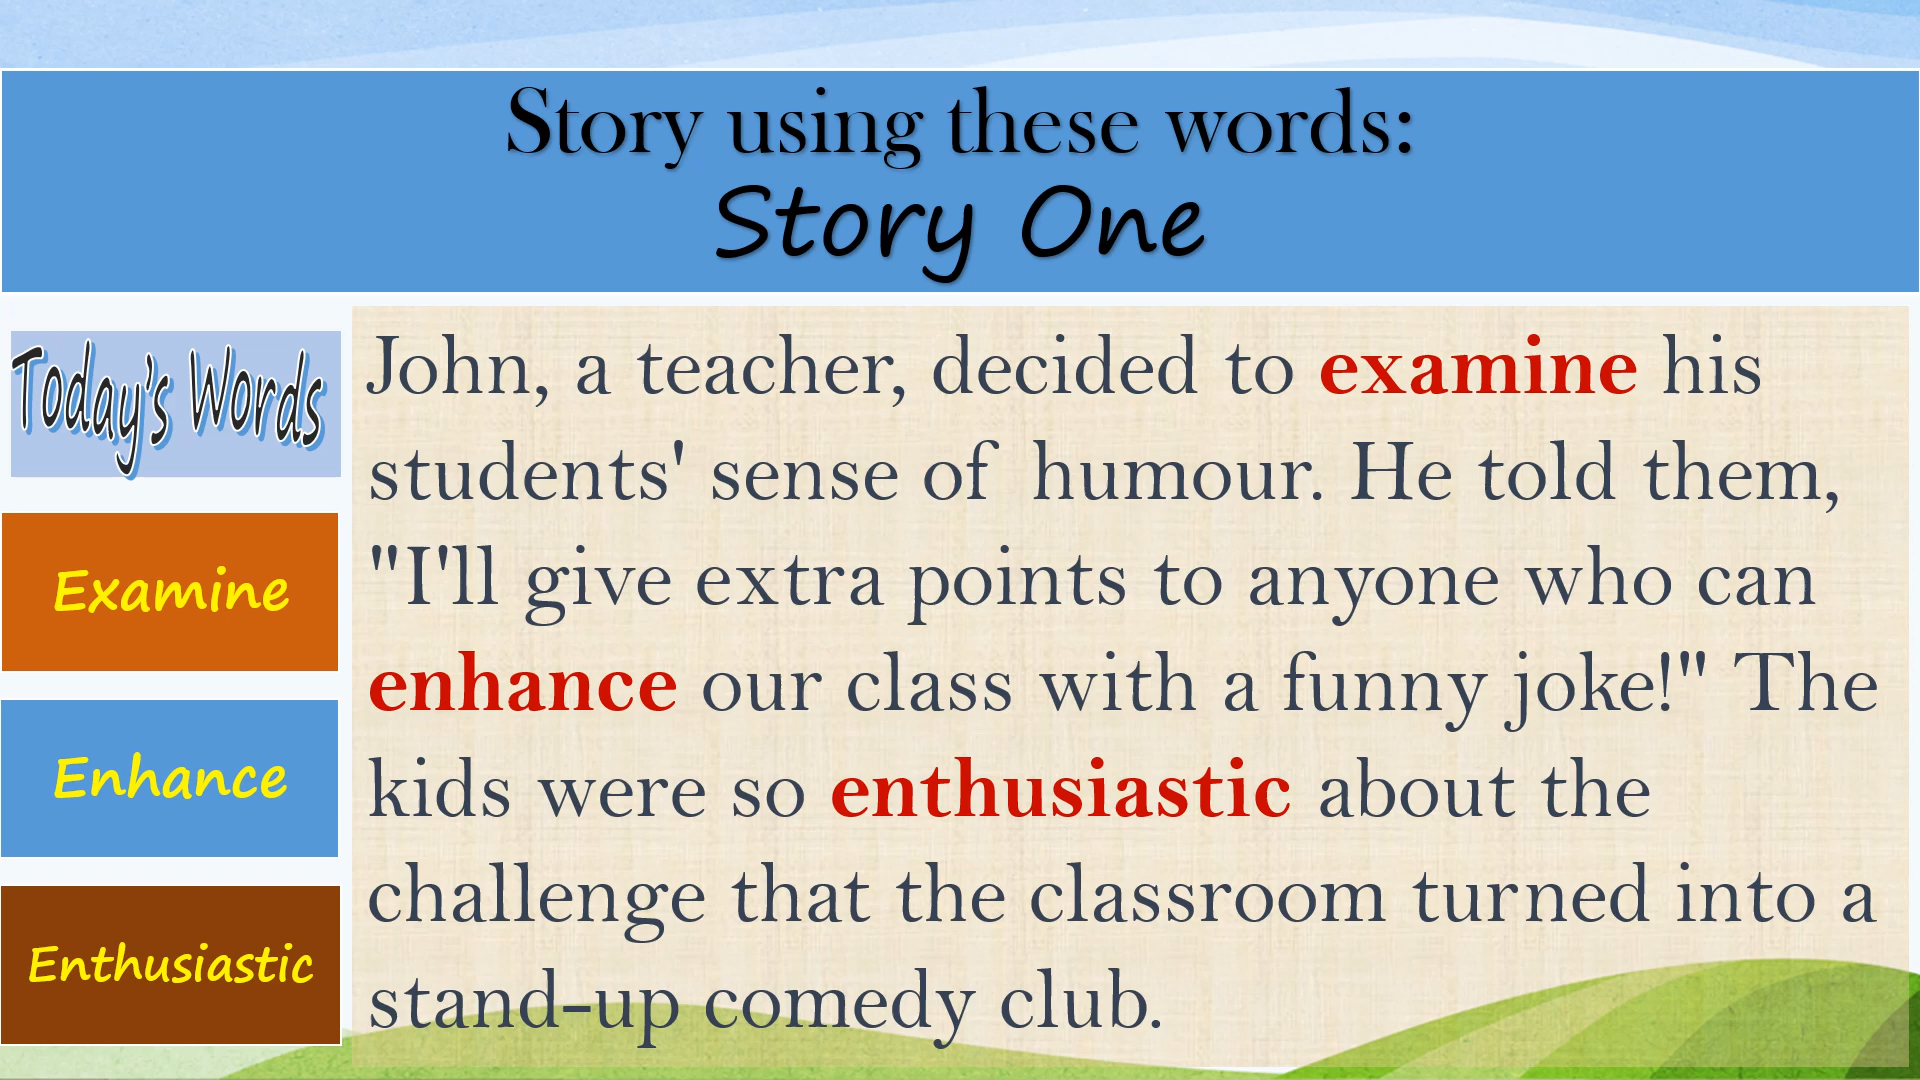 Story using these words:
Story One
Today's Words
Examine
Enhance
Enthusiastic
John, a teacher, decided to examine his
students' sense of humour. He told them,
"I'll give extra points to anyone who can
enhance our class with a funny joke!" The
kids were so enthusiastic about the
challenge that the classroom turned into a
stand-up comedy club.